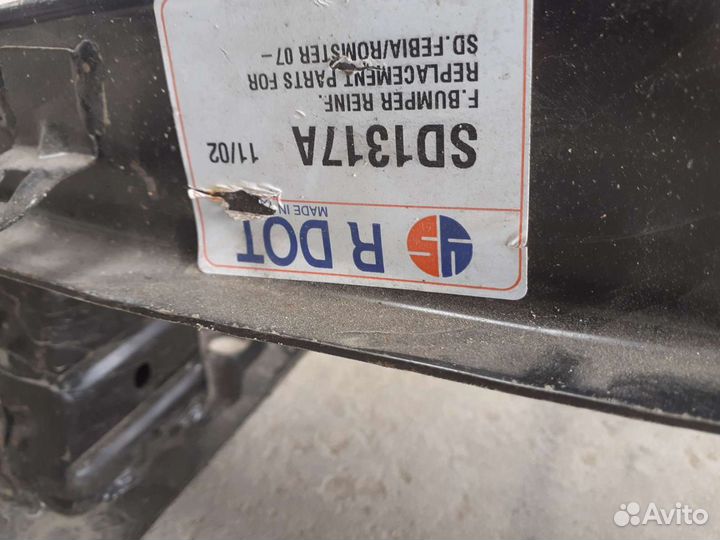 R DOT
MADE IN
SD1317A
11/02
F.BUMPER REINF.
REPLACEMENT PARTS FOR
SD.FEBIA/ROMSTER 07-
Avito